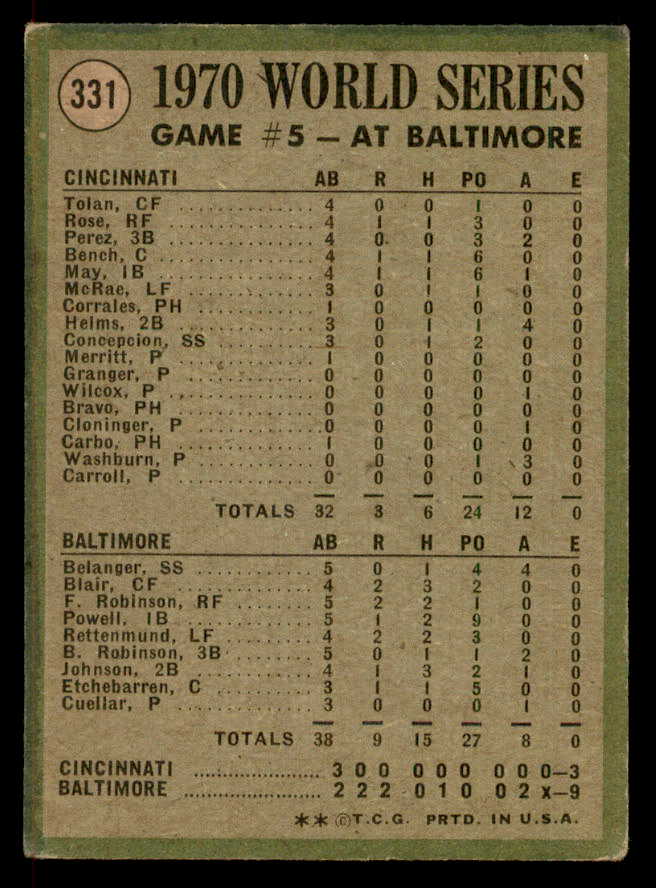 331 1970 WORLD SERIES
GAME #5 – AT BALTIMORE
CINCINNATI AB R H PO A E
Tolan, CF .............. 4 0 0 1 0 0
Rose, RF .............. 4 1 1 3 0 0
Perez, 3B .............. 4 0 0 3 2 0
Bench, C .............. 4 1 1 6 0 0
May, 1B .............. 4 1 1 6 1 0
McRae, LF .............. 3 0 1 1 0 0
Corrales, PH ............ 1 0 0 0 0 0
Helms, 2B .............. 3 0 1 1 4 0
Concepcion, SS .......... 3 0 1 2 0 0
Merritt, P .............. 1 0 0 0 0 0
Granger, P .............. 0 0 0 0 0 0
Wilcox, P .............. 0 0 0 0 1 0
Bravo, PH .............. 0 0 0 0 0 0
Cloninger, P ............ 0 0 0 0 1 0
Carbo, PH .............. 1 0 0 0 0 0
Washburn, P ............ 0 0 0 1 3 0
Carroll, P .............. 0 0 0 0 0 0
TOTALS 32 3 6 24 12 0
BALTIMORE AB R H PO A E
Belanger, SS ............ 5 0 1 4 4 0
Blair, CF .............. 4 2 3 2 0 0
F. Robinson, RF ........ 5 2 2 1 0 0
Powell, 1B .............. 5 1 2 9 0 0
Rettenmund, LF .......... 4 2 2 3 0 0
B. Robinson, 3B ........ 5 0 1 1 2 0
Johnson, 2B ............ 4 1 3 2 1 0
Etchebarren, C .......... 3 1 1 5 0 0
Cuellar, P .............. 3 0 0 0 1 0
TOTALS 38 9 15 27 8 0
CINCINNATI ...................... 3 0 0 0 0 0 0 0 0–3
BALTIMORE ...................... 2 2 2 0 1 0 0 2 x–9
** ©T.C.G. PRTD. IN U.S.A.